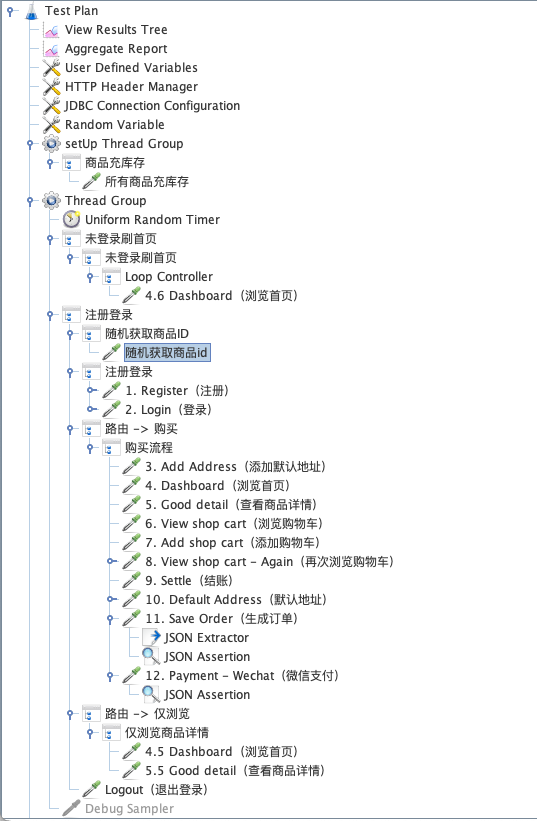 Test Plan
View Results Tree
Aggregate Report
User Defined Variables
HTTP Header Manager
JDBC Connection Configuration
Random Variable
setUp Thread Group
商品充库存
所有商品充库存
Thread Group
Uniform Random Timer
未登录刷首页
未登录刷首页
Loop Controller
4.6 Dashboard（浏览首页）
注册登录
随机获取商品ID
随机获取商品id
注册登录
1. Register（注册）
2. Login（登录）
路由 -> 购买
购买流程
3. Add Address（添加默认地址）
4. Dashboard（浏览首页）
5. Good detail（查看商品详情）
6. View shop cart（浏览购物车）
7. Add shop cart（添加购物车）
8. View shop cart - Again（再次浏览购物车）
9. Settle（结账）
10. Default Address（默认地址）
11. Save Order（生成订单）
JSON Extractor
JSON Assertion
12. Payment - Wechat（微信支付）
JSON Assertion
路由 -> 仅浏览
仅浏览商品详情
4.5 Dashboard（浏览首页）
5.5 Good detail（查看商品详情）
Logout（退出登录）
Debug Sampler